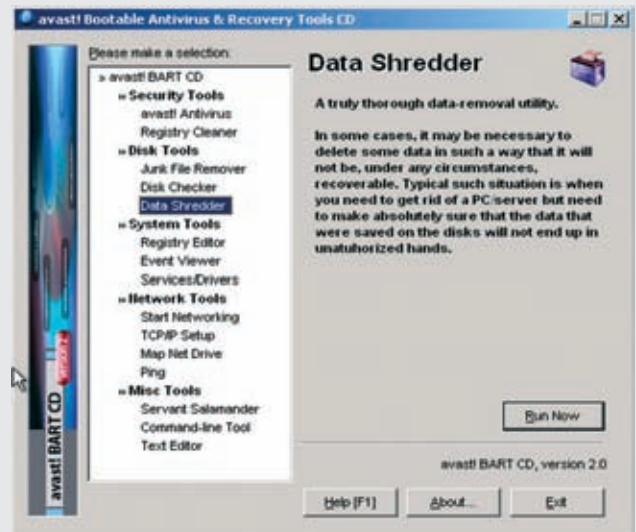 avast! Bootable Antivirus & Recovery Tools CD
Please make a selection:
» avast! BART CD
» Security Tools
avast! Antivirus
Registry Cleaner
» Disk Tools
Junk File Remover
Disk Checker
Data Shredder
» System Tools
Registry Editor
Event Viewer
Services/Drivers
» Network Tools
Start Networking
TCP/IP Setup
Map Net Drive
Ping
» Misc Tools
Servant Salamander
Command-line Tool
Text Editor
avast! BART CD
version 2
Data Shredder
A truly thorough data-removal utility.
In some cases, it may be necessary to
delete some data in such a way that it will
not be, under any circumstances,
recoverable. Typical such situation is when
you need to get rid of a PC/server but need
to make absolutely sure that the data that
were saved on the disks will not end up in
unatuhorized hands.
Run Now
avast! BART CD, version 2.0
Help [F1]
About...
Exit